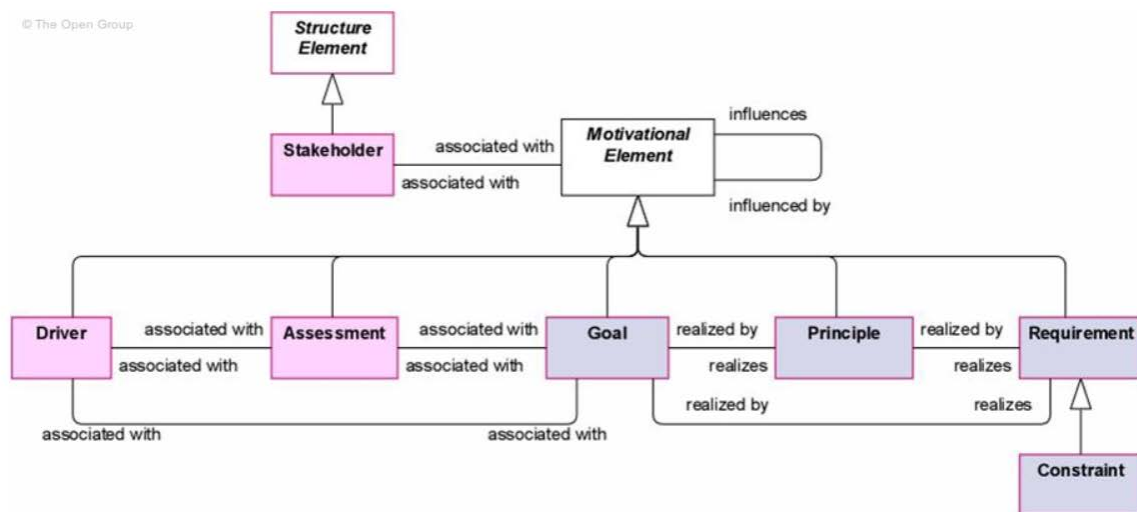 © The Open Group
Structure
Element
influences
Stakeholder
associated with
associated with
Motivational
Element
influenced by
Driver
associated with
associated with
Assessment
associated with
associated with
Goal
realized by
realizes
Principle
realized by
realizes
Requirement
realized by
realizes
associated with
associated with
Constraint